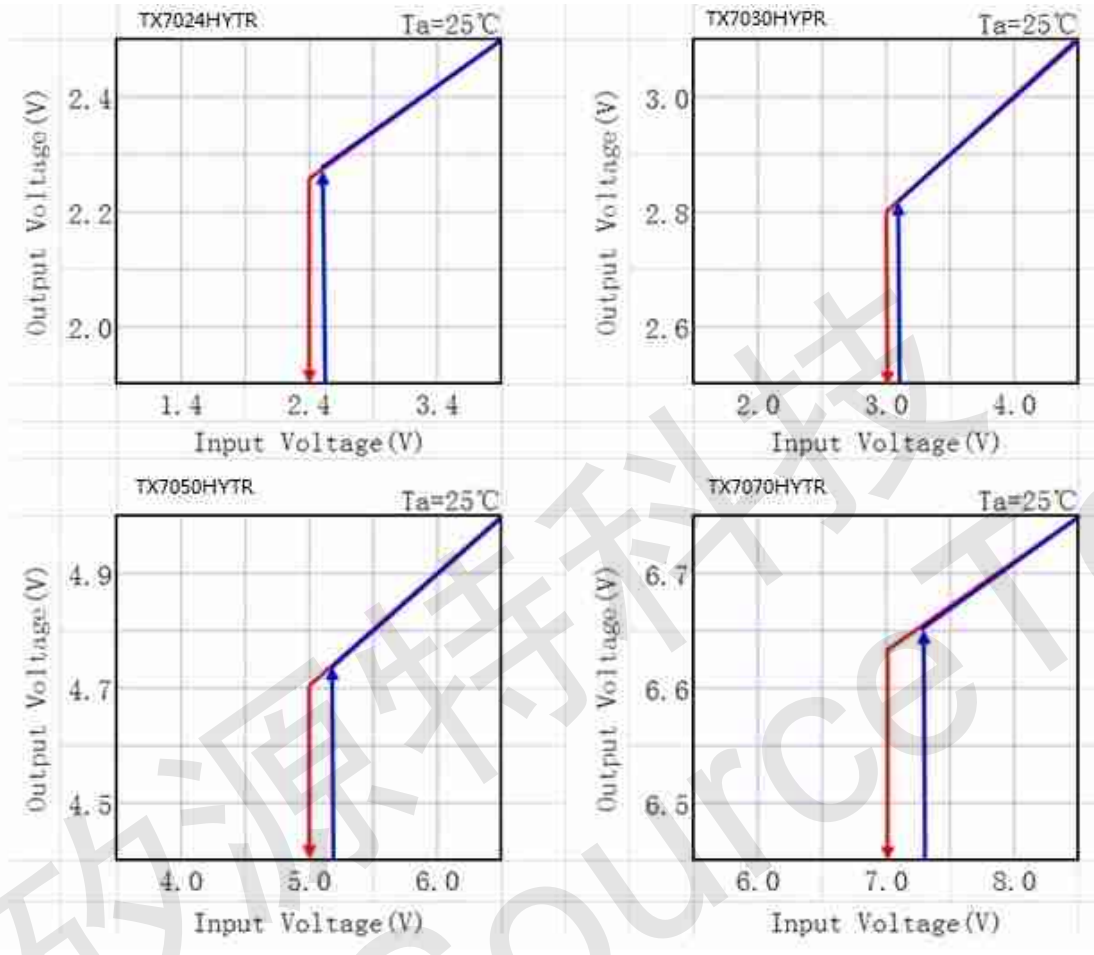 TX7024HYTR
Ta=25℃
Output Voltage(V)
2.4
2.2
2.0
1.4 2.4 3.4
Input Voltage(V)
TX7030HYPR
Ta=25℃
Output Voltage(V)
3.0
2.8
2.6
2.0 3.0 4.0
Input Voltage(V)
TX7050HYTR
Ta=25℃
Output Voltage(V)
4.9
4.7
4.5
4.0 5.0 6.0
Input Voltage(V)
TX7070HYTR
Ta=25℃
Output Voltage(V)
6.7
6.6
6.5
6.0 7.0 8.0
Input Voltage(V)
源特科技